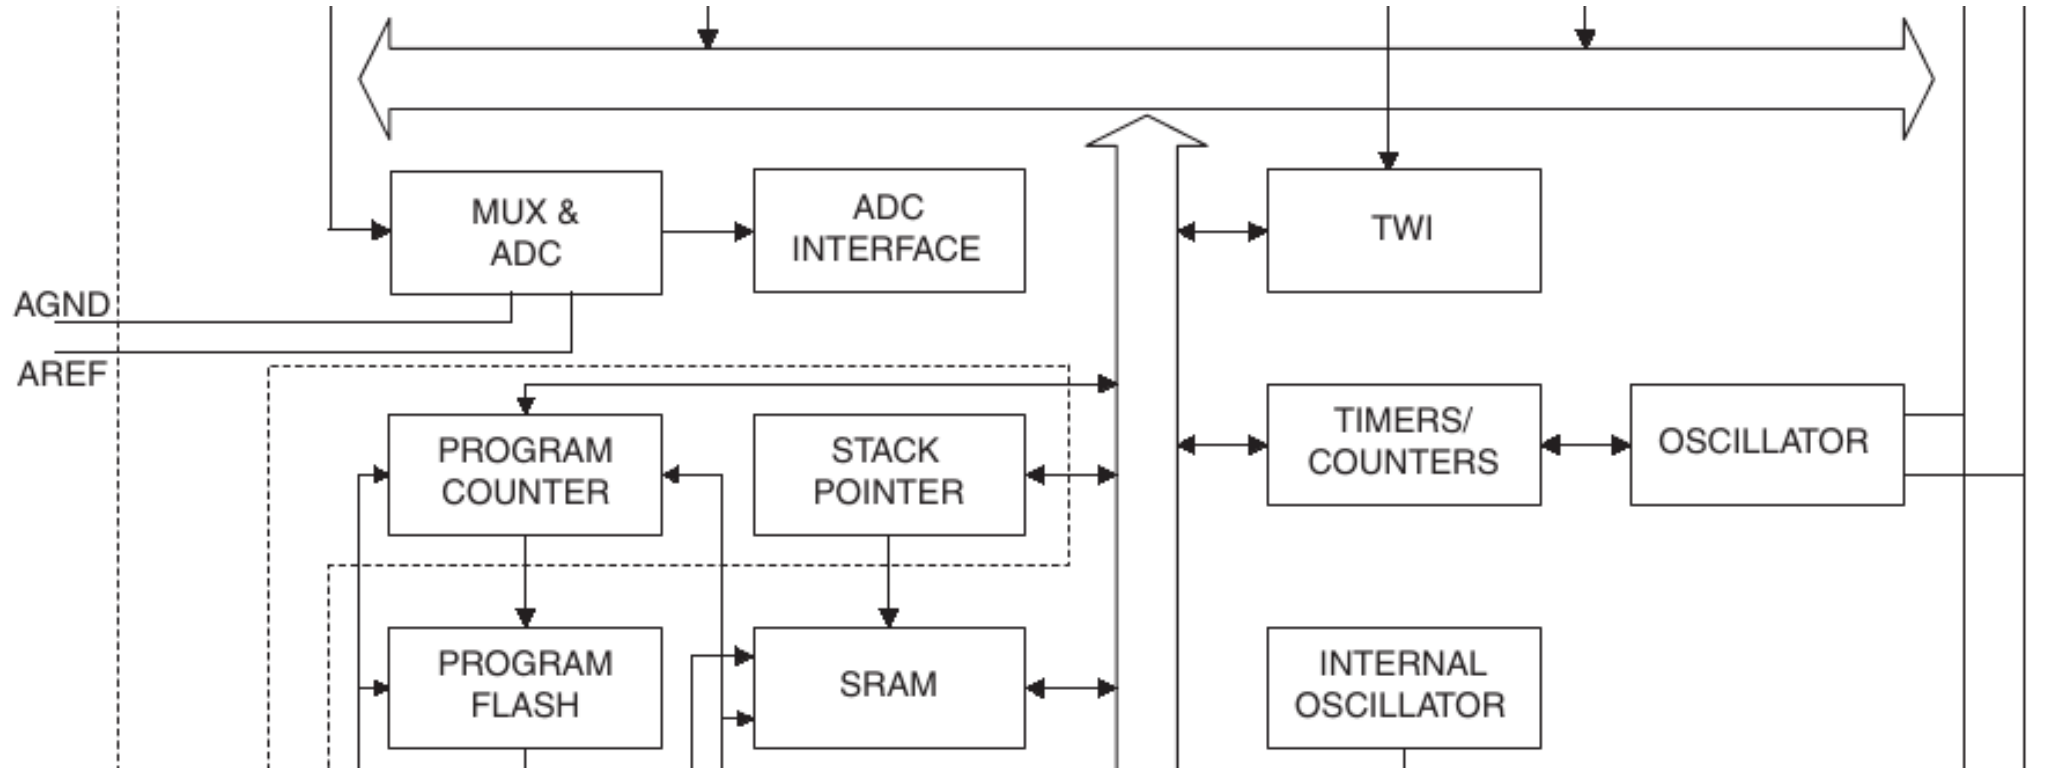 MUX &
ADC
ADC
INTERFACE
TWI
AGND
AREF
PROGRAM
COUNTER
STACK
POINTER
TIMERS/
COUNTERS
OSCILLATOR
PROGRAM
FLASH
SRAM
INTERNAL
OSCILLATOR